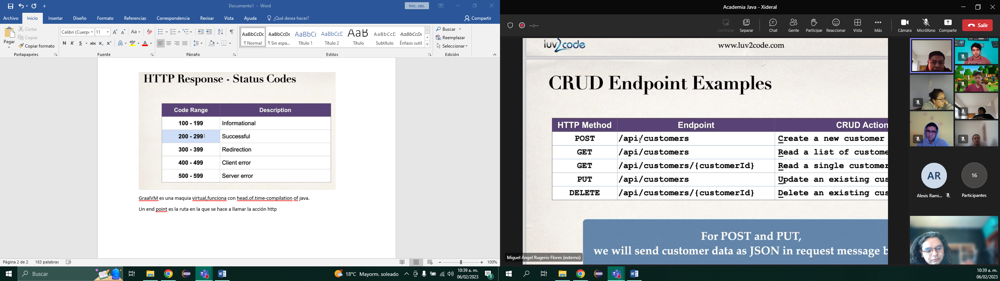 Documento1 - Word
Inic. ses.
Archivo Inicio Insertar Diseño Formato Referencias Correspondencia Revisar Vista Ayuda ¿Qué desea hacer? Compartir
Pegar
Cortar
Copiar
Copiar formato
Portapapeles
Calibri (Cuerpo 11
N K S abc x₂ x²
Fuente
Párrafo
AaBbCcDc AaBbCcDc AaBbCc AaBbCcE AaB AaBbCcD AaBbCcDc
¶ Normal ¶ Sin espa... Título 1 Título 2 Título Subtítulo Énfasis sutil
Estilos
Buscar
Reemplazar
Seleccionar
Edición
HTTP Response - Status Codes
Code Range Description
100 - 199 Informational
200 - 299 Successful
300 - 399 Redirection
400 - 499 Client error
500 - 599 Server error
GraalVM es una maquia virtual,funciona con head.of.time-compilation of java.
Un end point es la ruta en la que se hace a llamar la acción http
Página 2 de 2 183 palabras
100%
Buscar
18°C Mayorm. soleado
10:39 a. m.
06/02/2023
3
Academia Java - Xideral
--:--
Controlar Separar Chat Gente Participar Reaccionar Vista Más Cámara Micrófono Comparte Salir
luv2code
www.luv2code.com
CRUD Endpoint Examples
HTTP Method Endpoint CRUD Action
POST /api/customers Create a new customer
GET /api/customers Read a list of custome
GET /api/customers/{customerId} Read a single customer
PUT /api/customers Update an existing cus
DELETE /api/customers/{customerId} Delete an existing cus
For POST and PUT,
we will send customer data as JSON in request message b
Miguel Ángel Rugerio Flores (externo)
AR
Alexis Rami...
16
Participantes
10:39 a. m.
06/02/2023